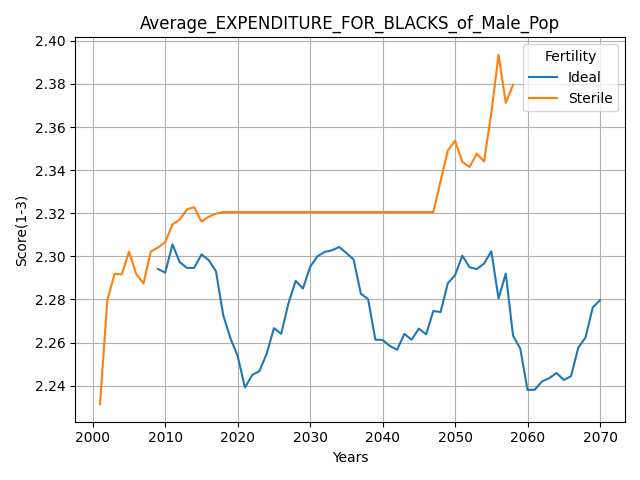 Average_EXPENDITURE_FOR_BLACKS_of_Male_Pop
Fertility
Ideal
Sterile
Score(1-3)
2.40
2.38
2.36
2.34
2.32
2.30
2.28
2.26
2.24
2000 2010 2020 2030 2040 2050 2060 2070
Years